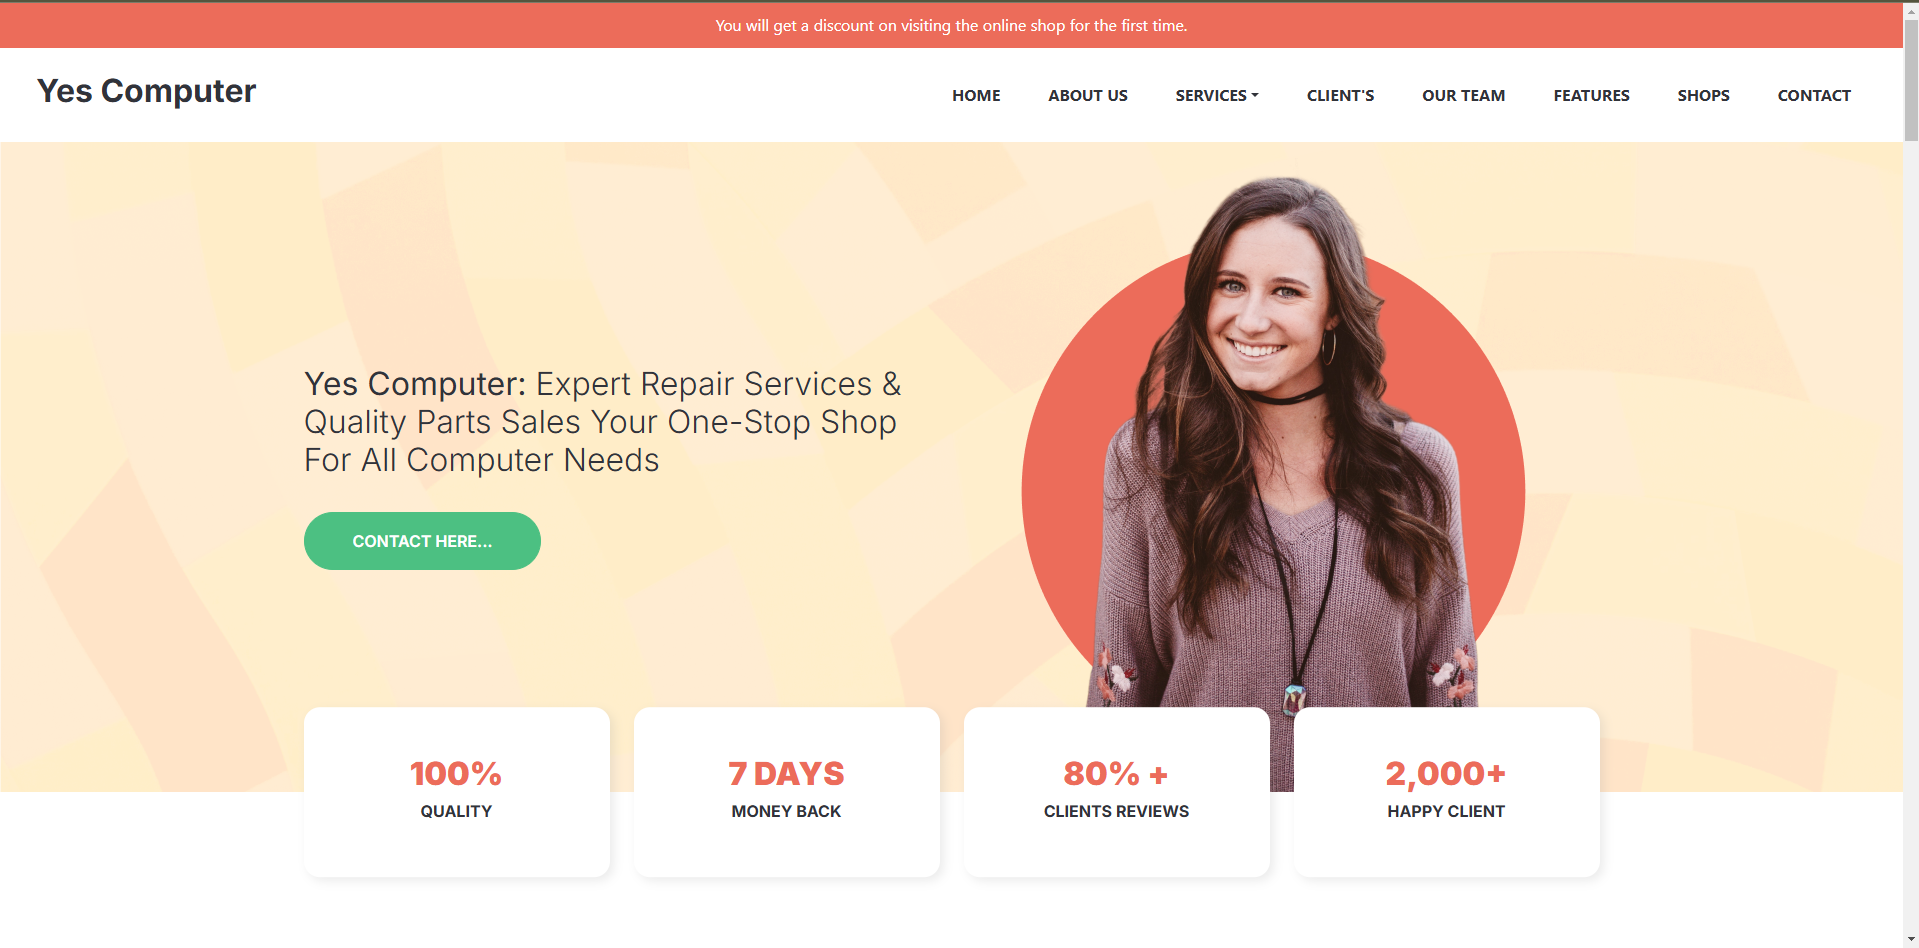 You will get a discount on visiting the online shop for the first time.
Yes Computer
HOME ABOUT US SERVICES CLIENT'S OUR TEAM FEATURES SHOPS CONTACT
Yes Computer: Expert Repair Services &
Quality Parts Sales Your One-Stop Shop
For All Computer Needs
CONTACT HERE...
100%
QUALITY
7 DAYS
MONEY BACK
80% +
CLIENTS REVIEWS
2,000+
HAPPY CLIENT